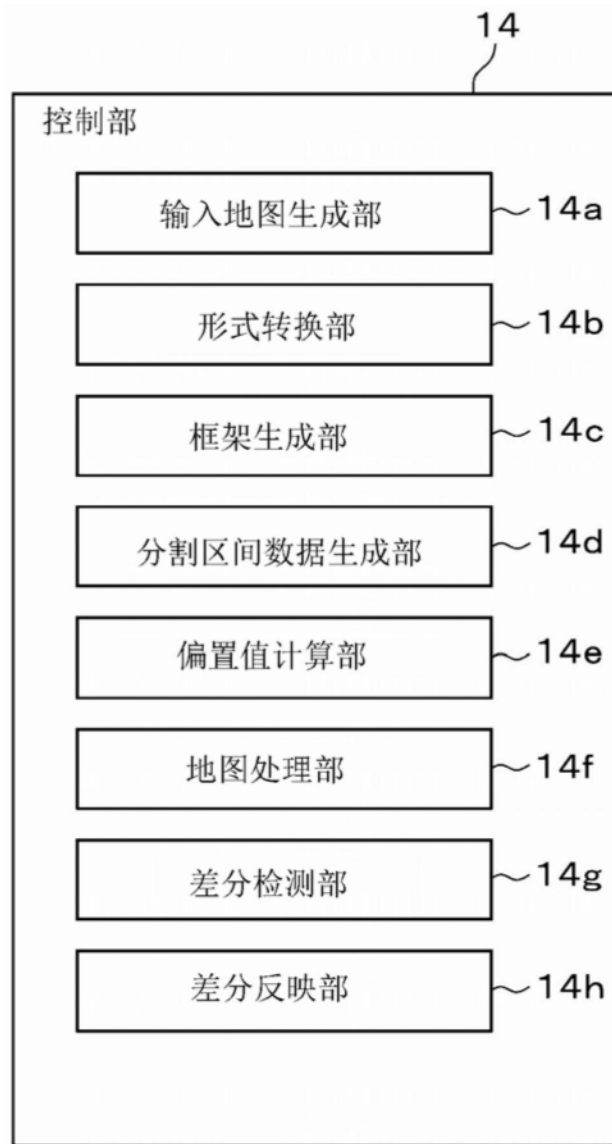 14
控制部
输入地图生成部 14a
形式转换部 14b
框架生成部 14c
分割区间数据生成部 14d
偏置值计算部 14e
地图处理部 14f
差分检测部 14g
差分反映部 14h